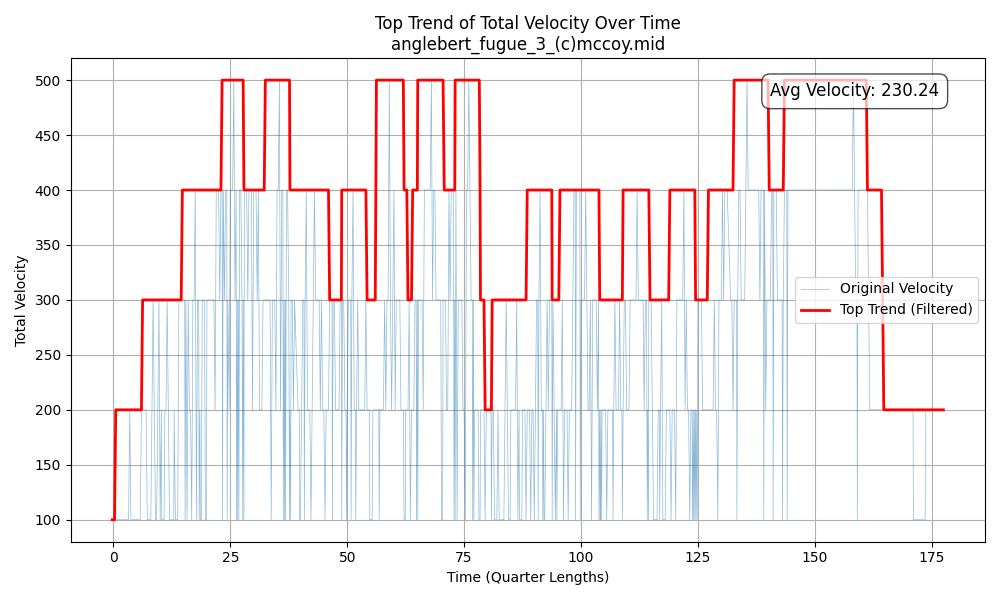 Top Trend of Total Velocity Over Time
anglebert_fugue_3_(c)mccoy.mid
Avg Velocity: 230.24
Total Velocity
500
450
400
350
300
250
200
150
100
Original Velocity
Top Trend (Filtered)
0
25
50
75
100
125
150
175
Time (Quarter Lengths)